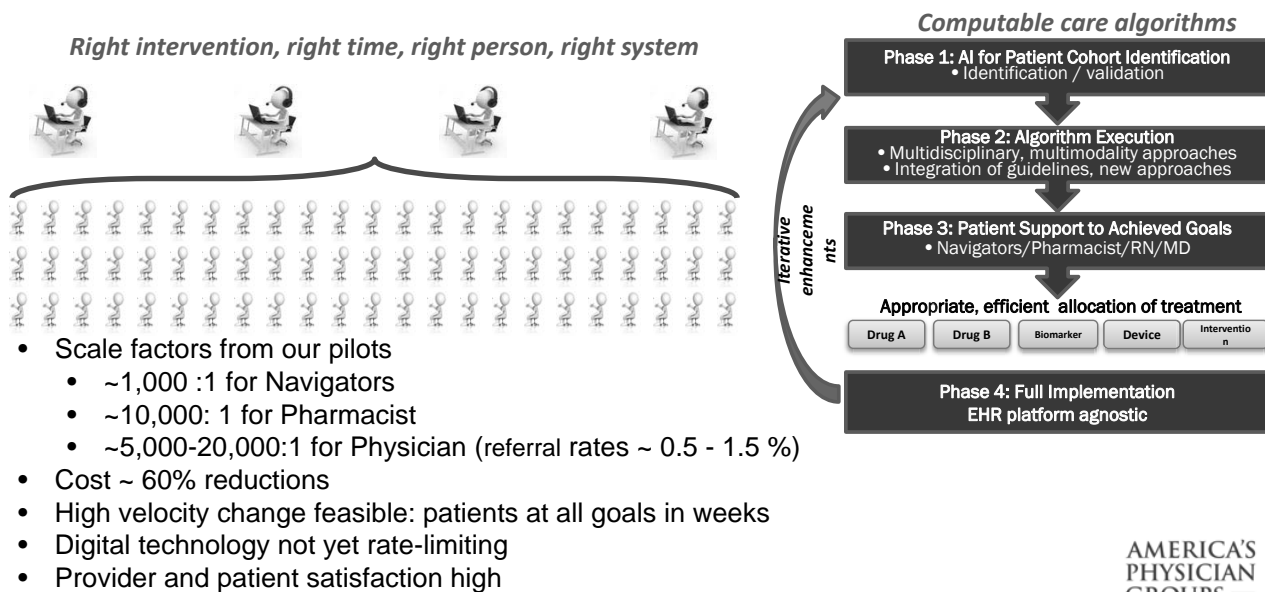 Right intervention, right time, right person, right system
• Scale factors from our pilots
• ~1,000 :1 for Navigators
• ~10,000: 1 for Pharmacist
• ~5,000-20,000:1 for Physician (referral rates ~ 0.5 - 1.5 %)
• Cost ~ 60% reductions
• High velocity change feasible: patients at all goals in weeks
• Digital technology not yet rate-limiting
• Provider and patient satisfaction high
Computable care algorithms
Phase 1: AI for Patient Cohort Identification
• Identification / validation
Phase 2: Algorithm Execution
• Multidisciplinary, multimodality approaches
• Integration of guidelines, new approaches
Phase 3: Patient Support to Achieved Goals
• Navigators/Pharmacist/RN/MD
Iterative
enhanceme
nts
Appropriate, efficient allocation of treatment
Drug A
Drug B
Biomarker
Device
Interventio
n
Phase 4: Full Implementation
EHR platform agnostic
AMERICA'S
PHYSICIAN
GROUPS